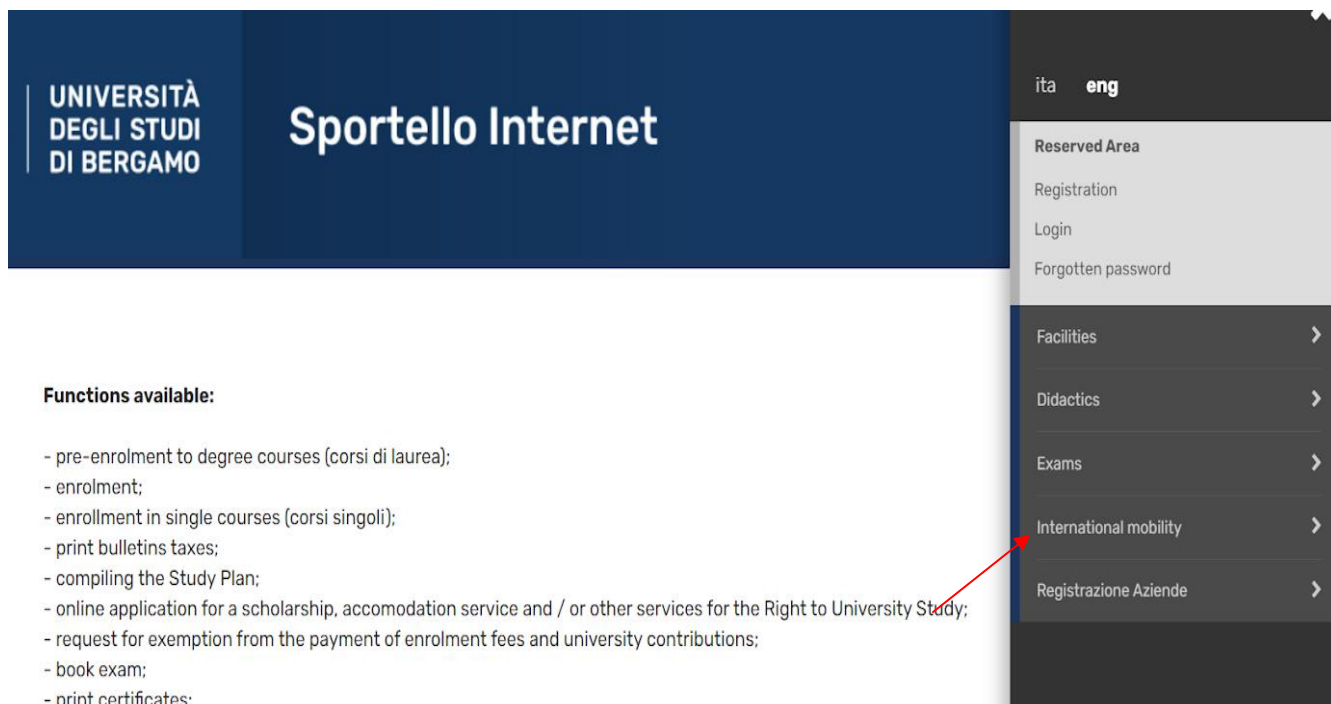 UNIVERSITÀ
DEGLI STUDI
DI BERGAMO
Sportello Internet
ita eng
Reserved Area
Registration
Login
Forgotten password
Facilities
Didactics
Exams
International mobility
Registrazione Aziende
Functions available:
- pre-enrolment to degree courses (corsi di laurea);
- enrolment;
- enrollment in single courses (corsi singoli);
- print bulletins taxes;
- compiling the Study Plan;
- online application for a scholarship, accomodation service and / or other services for the Right to University Study;
- request for exemption from the payment of enrolment fees and university contributions;
- book exam;
- print certificates;